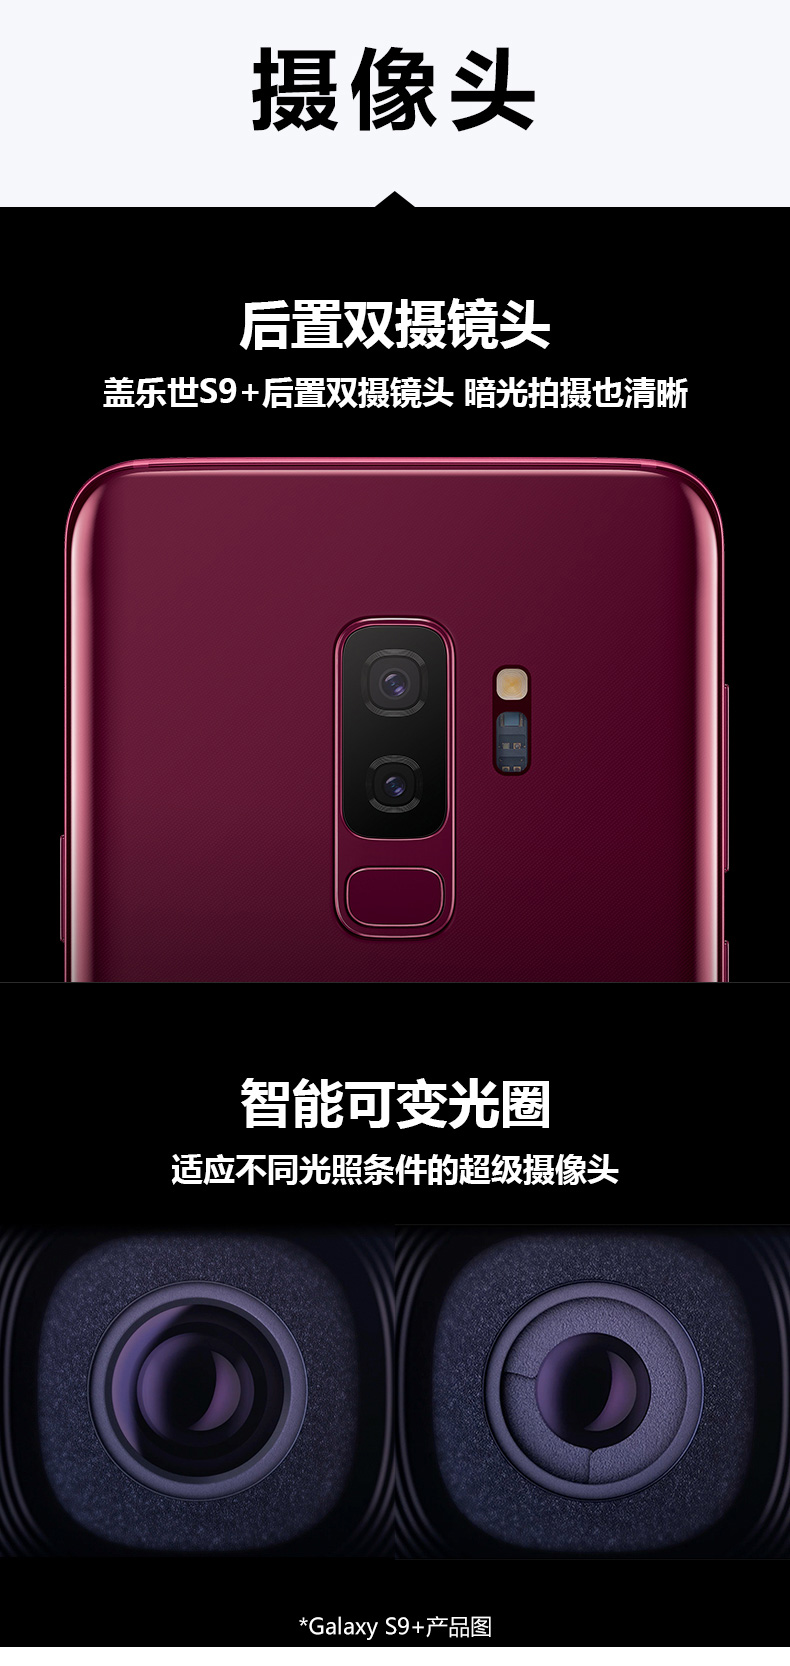 摄像头
后置双摄镜头
盖乐世S9+后置双摄镜头 暗光拍摄也清晰
智能可变光圈
适应不同光照条件的超级摄像头
*Galaxy S9+产品图